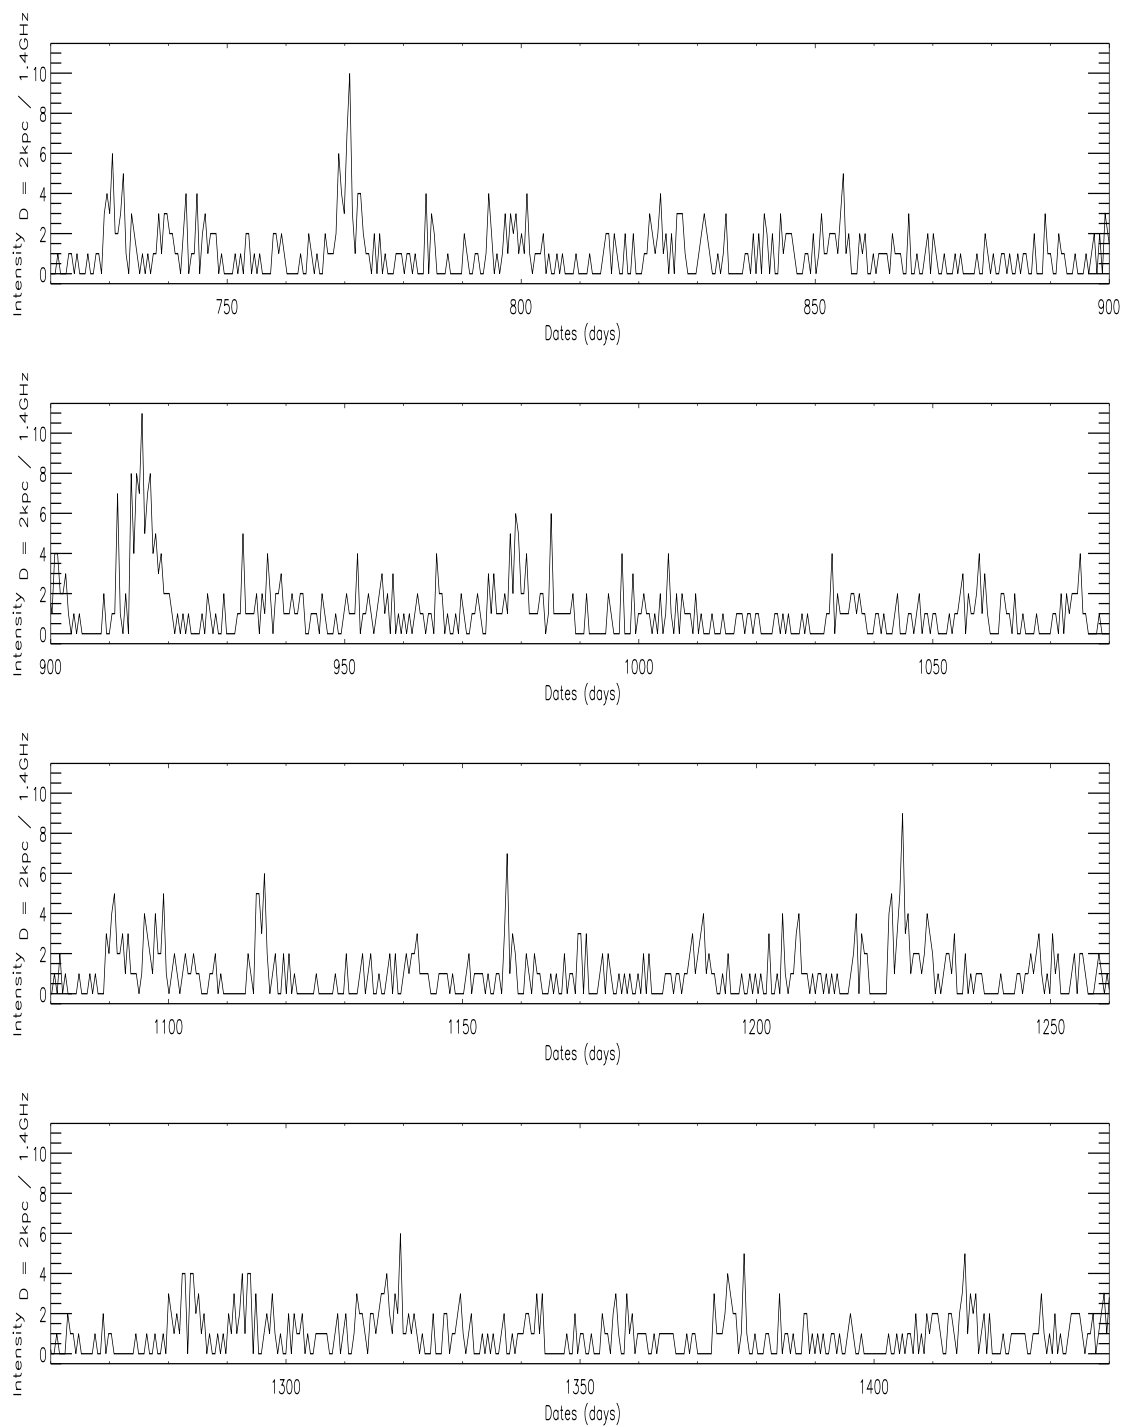 Intensity D = 2kpc / 1.4GHz
10
8
6
4
2
0
750 800 850 900
Dates (days)
Intensity D = 2kpc / 1.4GHz
10
8
6
4
2
0
900 950 1000 1050
Dates (days)
Intensity D = 2kpc / 1.4GHz
10
8
6
4
2
0
1100 1150 1200 1250
Dates (days)
Intensity D = 2kpc / 1.4GHz
10
8
6
4
2
0
1300 1350 1400
Dates (days)